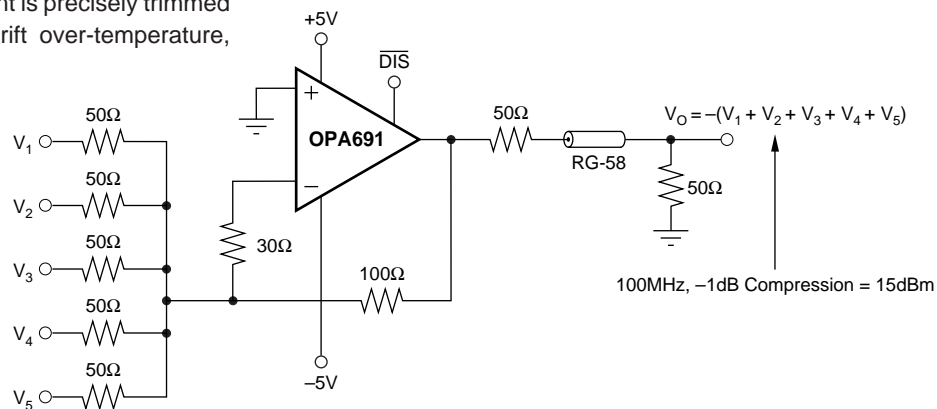 nt is precisely trimmed
rift over-temperature,
+5V
DIS
50Ω
V1
+
OPA691
–
50Ω
RG-58
VO = –(V1 + V2 + V3 + V4 + V5)
50Ω
V2
50Ω
30Ω
50Ω
V3
100Ω
100MHz, –1dB Compression = 15dBm
50Ω
V4
–5V
50Ω
V5